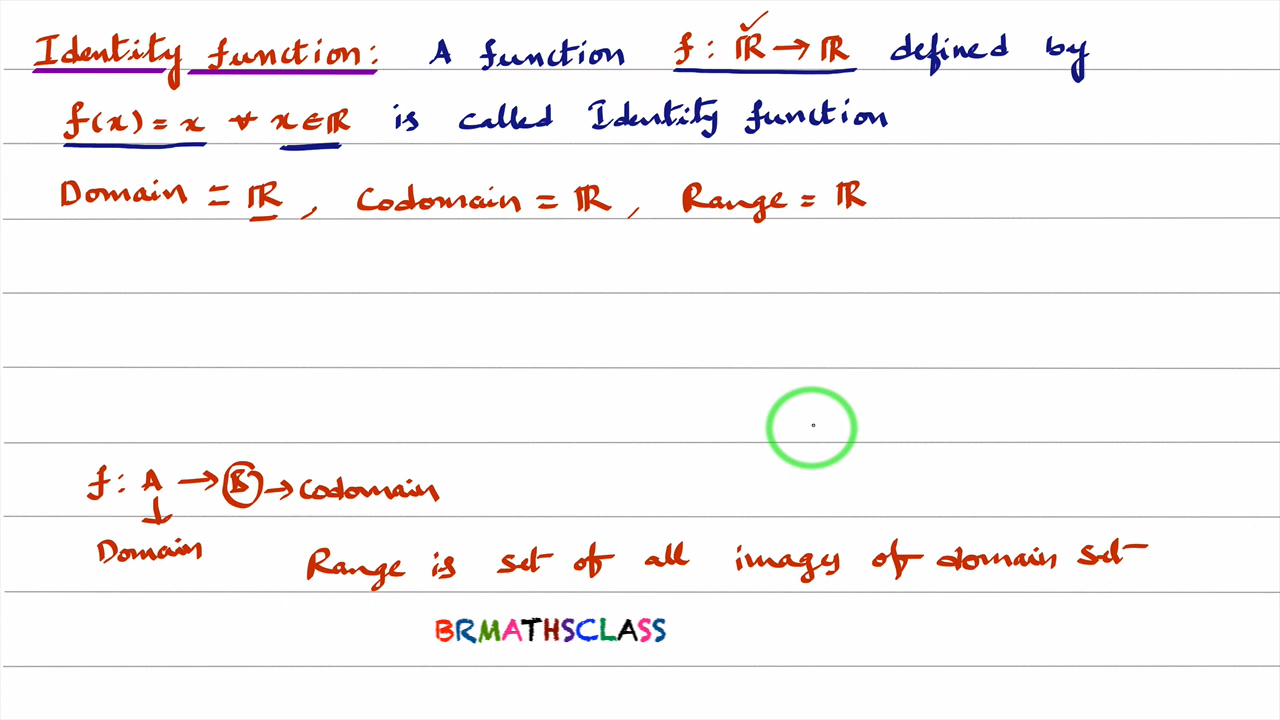 Identity function: A function f: ℝ → ℝ defined by
f(x) = x ∀ x∈ℝ is called Identity function
Domain = ℝ, Codomain = ℝ, Range = ℝ
f: A → B → Codomain
↓
Domain
Range is set of all images of domain set
BRMATHSCLASS